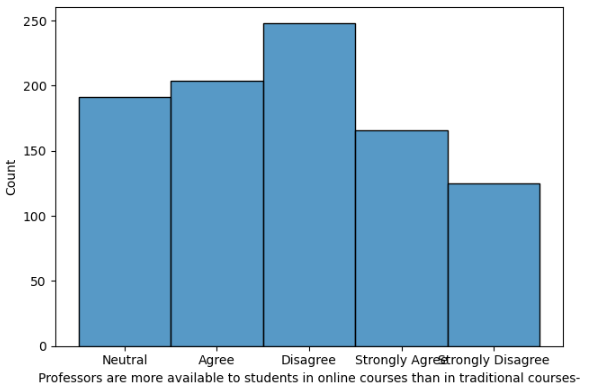 250
200
150
100
50
0
Count
Neutral Agree Disagree Strongly Agree Strongly Disagree
Professors are more available to students in online courses than in traditional courses-